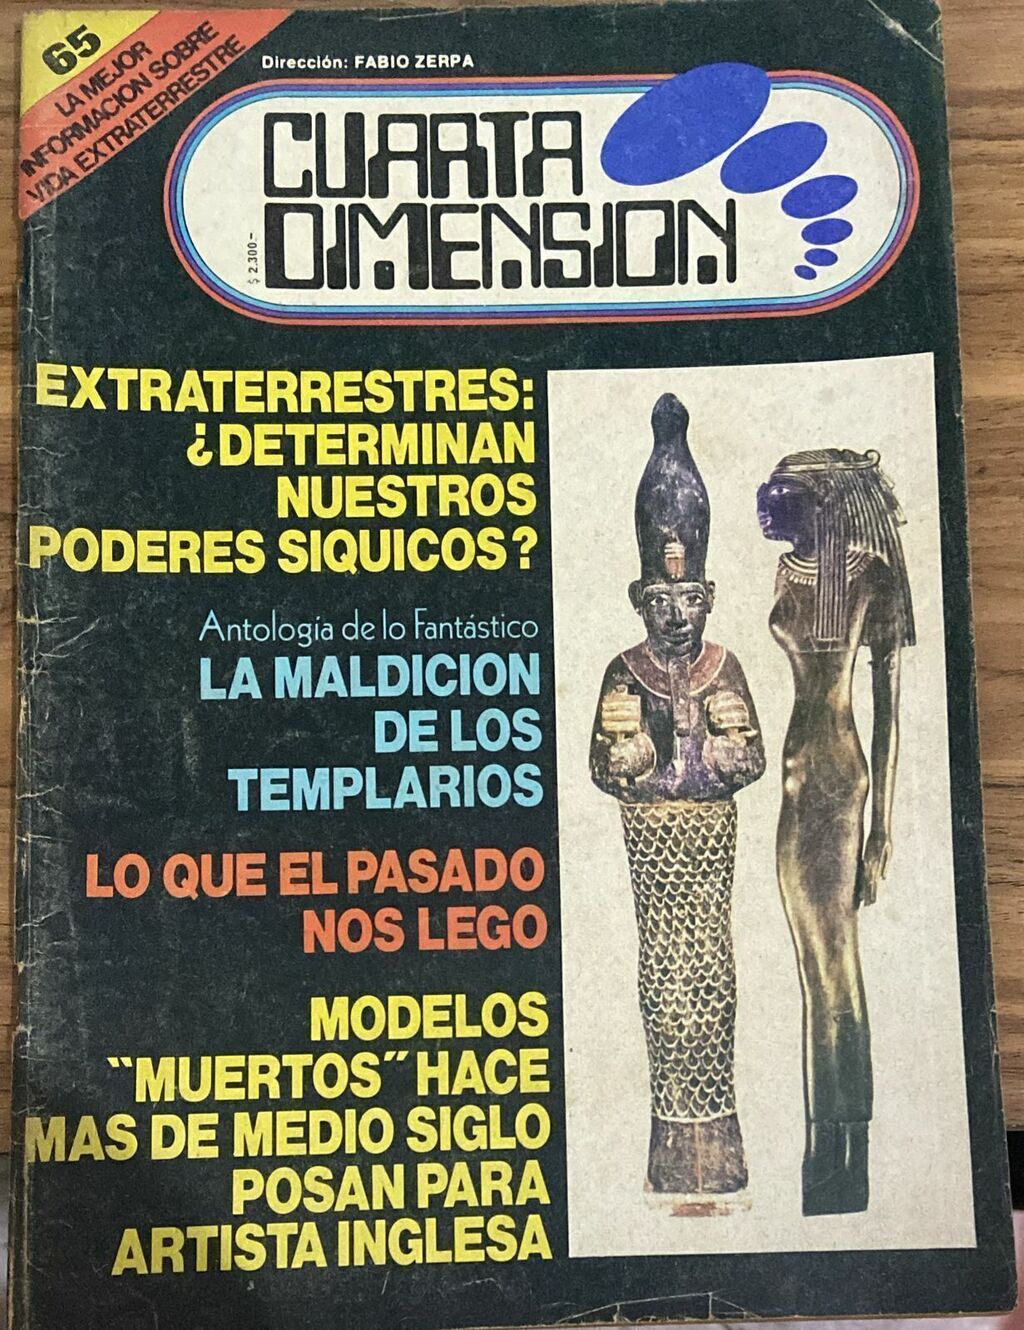 65
LA MEJOR
INFORMACION SOBRE
VIDA EXTRATERRESTRE
Dirección: FABIO ZERPA
CUARTA
DIMENSION
$ 2.300.-
EXTRATERRESTRES:
¿DETERMINAN
NUESTROS
PODERES SIQUICOS?
Antología de lo Fantástico
LA MALDICION
DE LOS
TEMPLARIOS
LO QUE EL PASADO
NOS LEGO
MODELOS
“MUERTOS” HACE
MAS DE MEDIO SIGLO
POSAN PARA
ARTISTA INGLESA